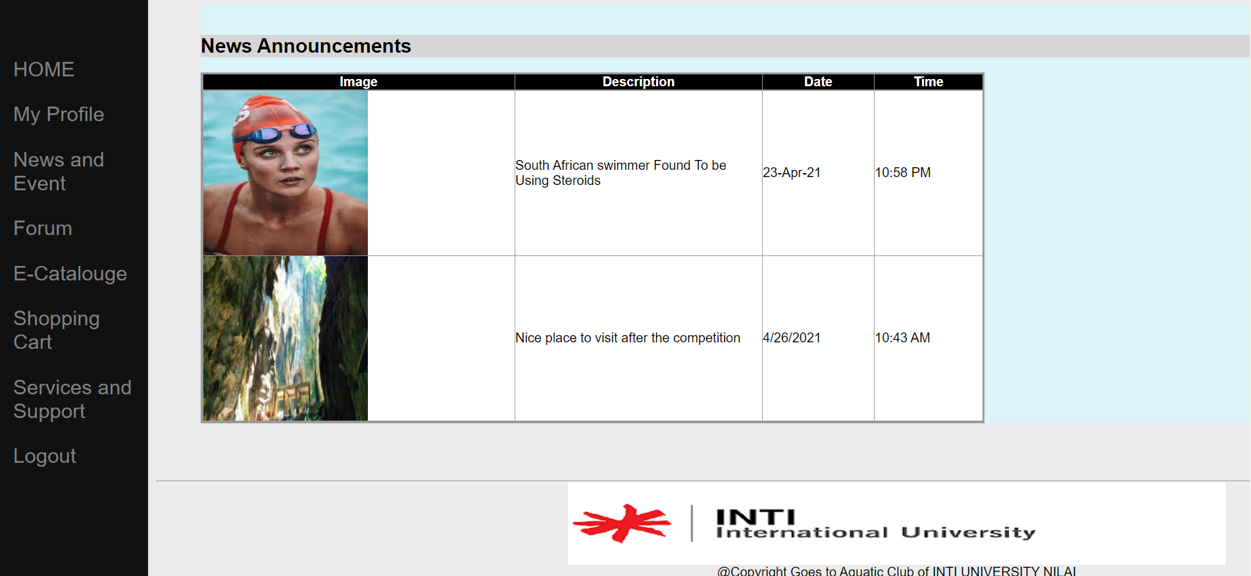 HOME
My Profile
News and
Event
Forum
E-Catalouge
Shopping
Cart
Services and
Support
Logout
News Announcements
Image Description Date Time
South African swimmer Found To be
Using Steroids
23-Apr-21
10:58 PM
Nice place to visit after the competition
4/26/2021
10:43 AM
INTI
International University
@Copyright Goes to Aquatic Club of INTI UNIVERSITY NILAI